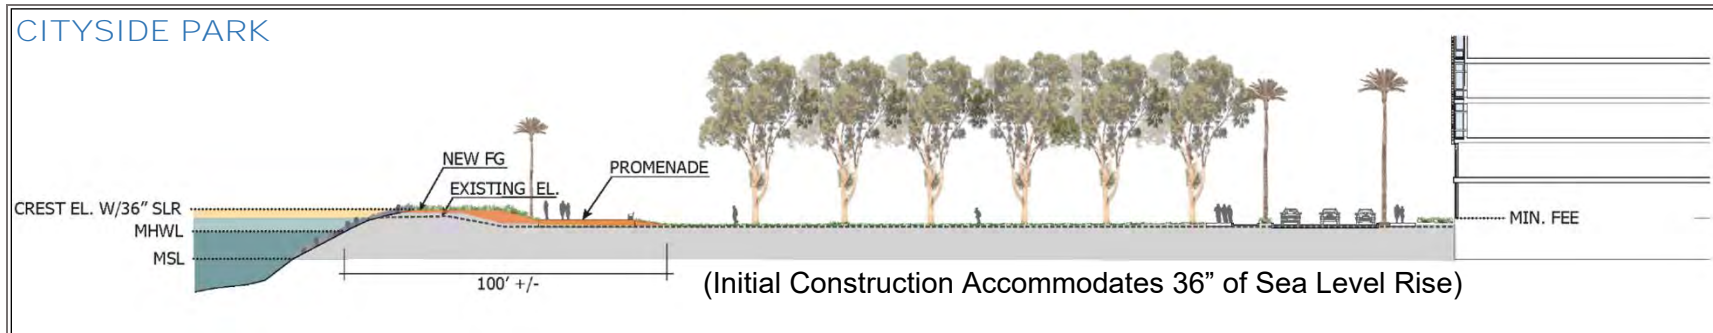 CITYSIDE PARK
NEW FG
EXISTING EL.
PROMENADE
CREST EL. W/36" SLR
MHWL
MSL
MIN. FEE
100' +/-
(Initial Construction Accommodates 36” of Sea Level Rise)